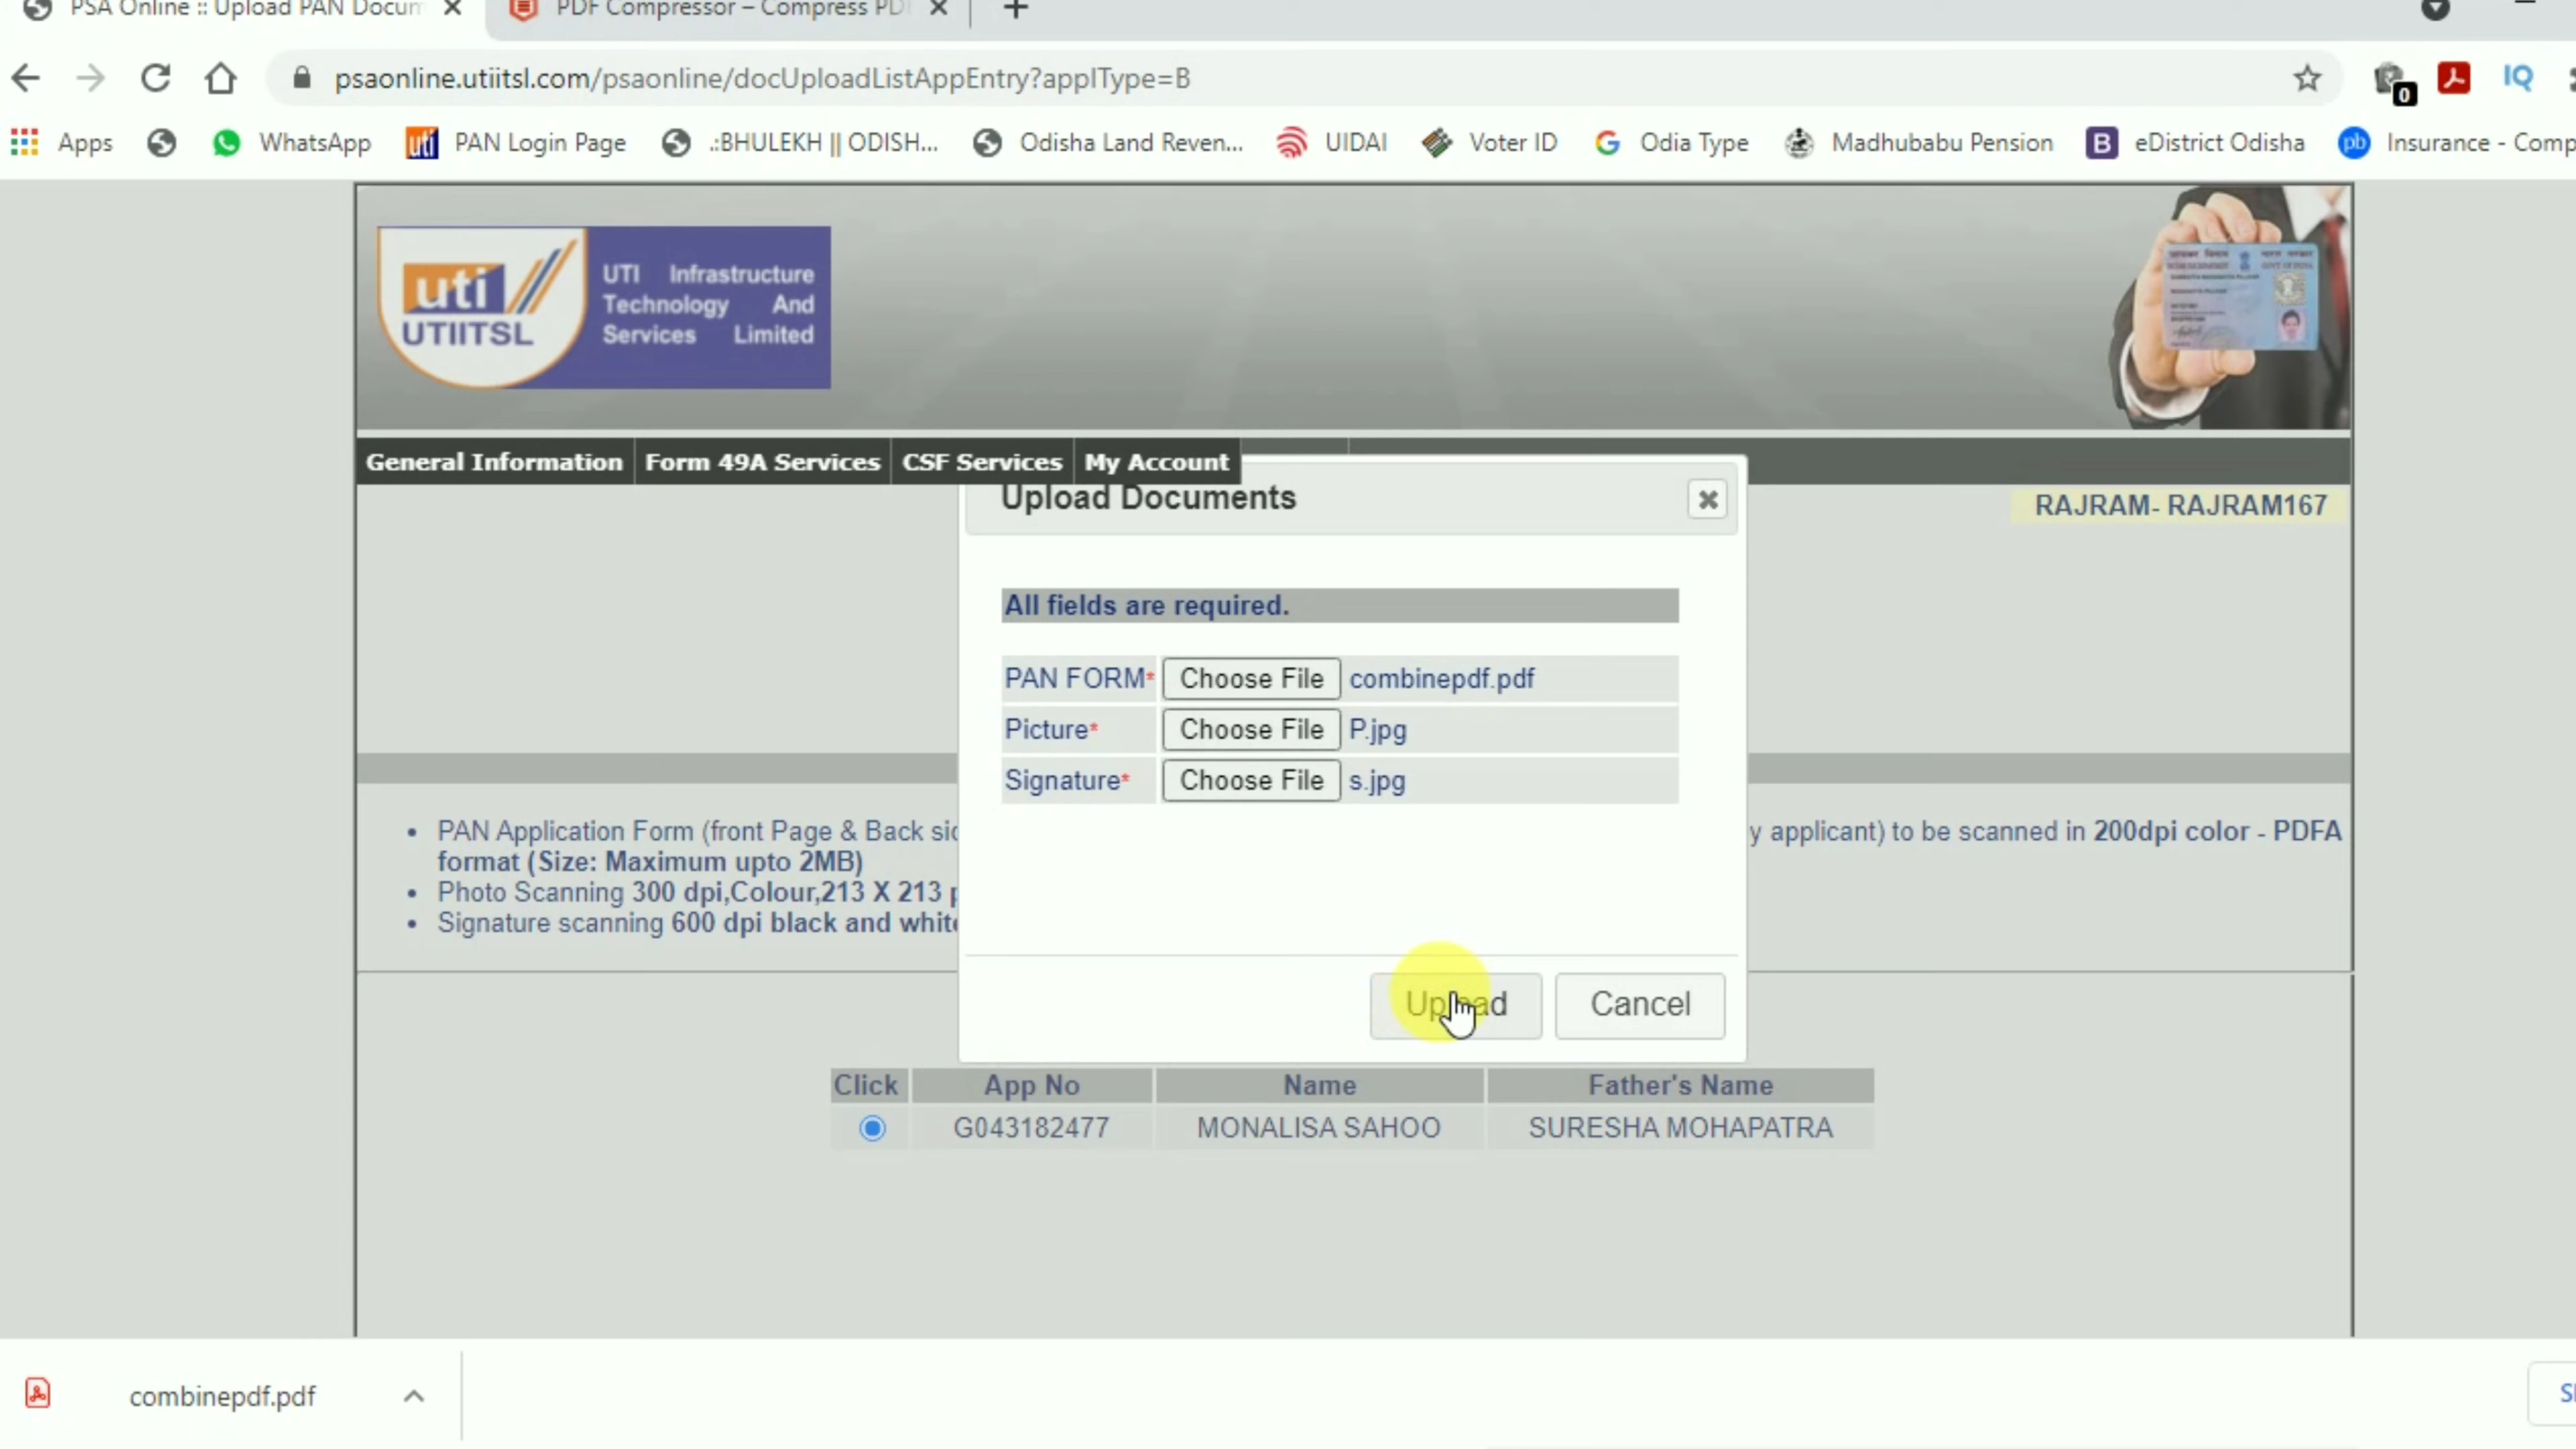 PSA Online :: Upload PAN Docum
PDF Compressor – Compress PD
psaonline.utiitsl.com/psaonline/docUploadListAppEntry?applType=B
0
IQ
Apps
WhatsApp
uti
PAN Login Page
.:BHULEKH || ODISH...
Odisha Land Reven...
UIDAI
Voter ID
Odia Type
Madhubabu Pension
B
eDistrict Odisha
pb
Insurance - Comp
uti
UTIITSL
UTI Infrastructure
Technology And
Services Limited
General Information
Form 49A Services
CSF Services
My Account
RAJRAM- RAJRAM167
Upload Documents
All fields are required.
PAN FORM* Choose File combinepdf.pdf
Picture* Choose File P.jpg
Signature* Choose File s.jpg
PAN Application Form (front Page & Back sid
y applicant) to be scanned in 200dpi color - PDFA
format (Size: Maximum upto 2MB)
Photo Scanning 300 dpi,Colour,213 X 213 p
Signature scanning 600 dpi black and white
Upload
Cancel
Click App No Name Father's Name
G043182477 MONALISA SAHOO SURESHA MOHAPATRA
combinepdf.pdf